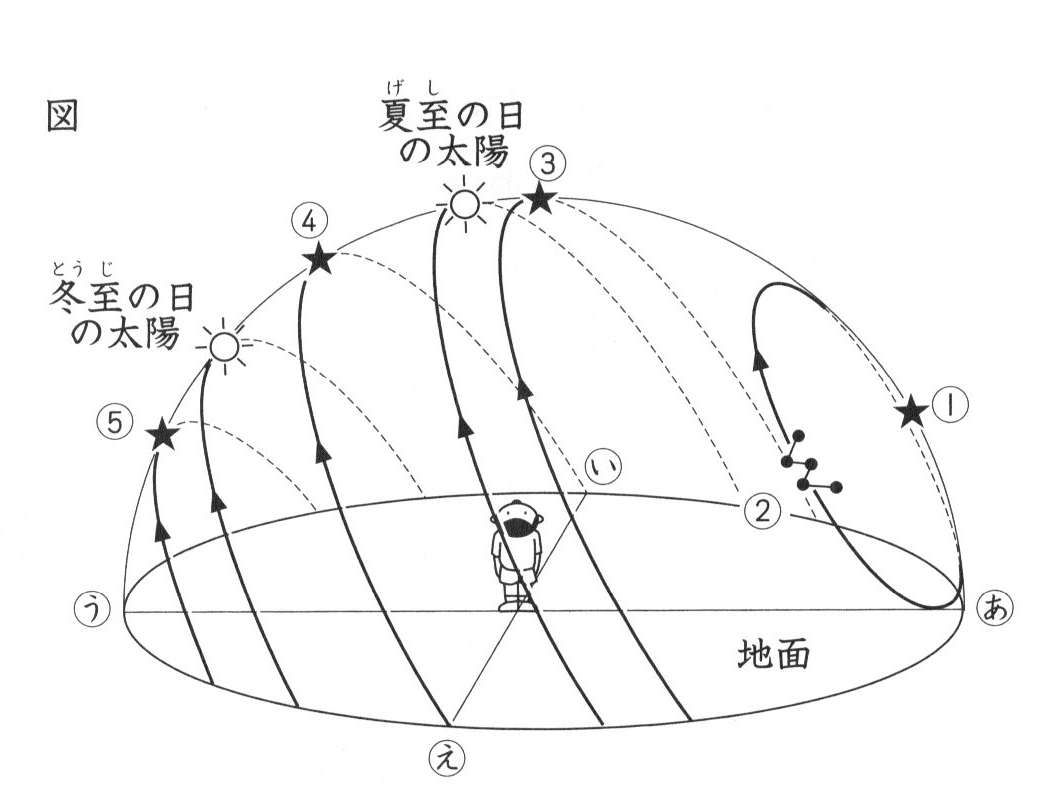 図
げし
夏至の日
の太陽
③
④
とうじ
冬至の日
の太陽
⑤
①
い
②
う
あ
地面
え